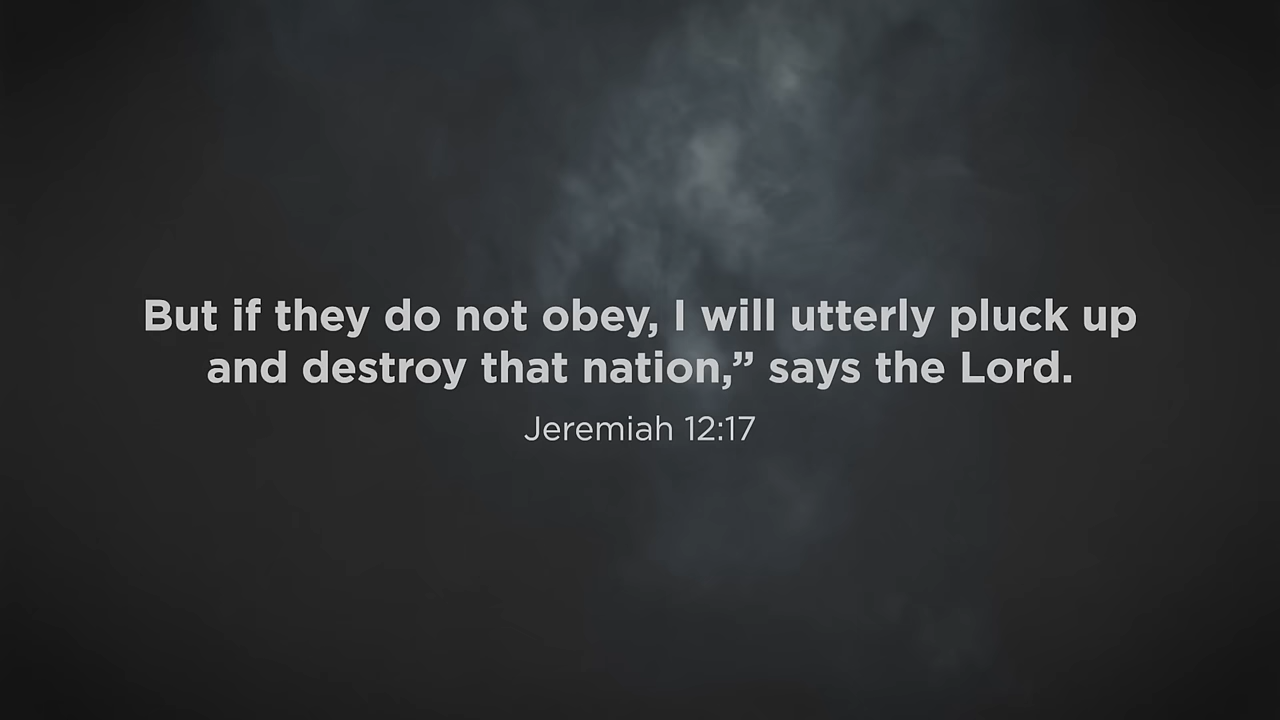 But if they do not obey, I will utterly pluck up
and destroy that nation,” says the Lord.
Jeremiah 12:17